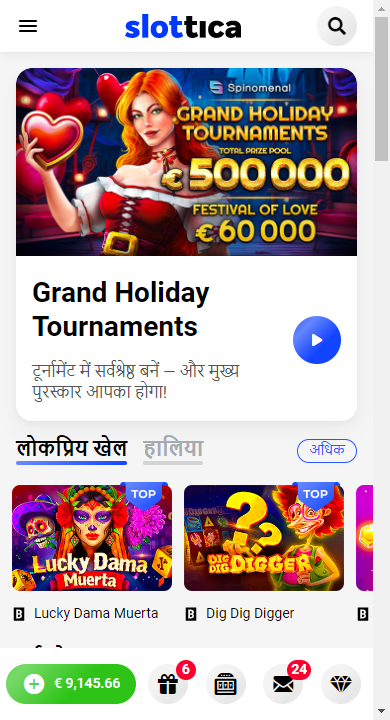 slottica
Spinomenal
GRAND HOLIDAY
TOURNAMENTS
TOTAL PRIZE POOL
€ 500 000
FESTIVAL OF LOVE
€ 60 000
Grand Holiday
Tournaments
टूर्नामेंट में सर्वश्रेष्ठ बनें – और मुख्य
पुरस्कार आपका होगा!
लोकप्रिय खेल
हालिया
अधिक
TOP
TOP
LUCKY DAMA
MUERTA
DIG DIG
DIGGER
Lucky Dama Muerta
Dig Dig Digger
€ 9,145.66
6
24